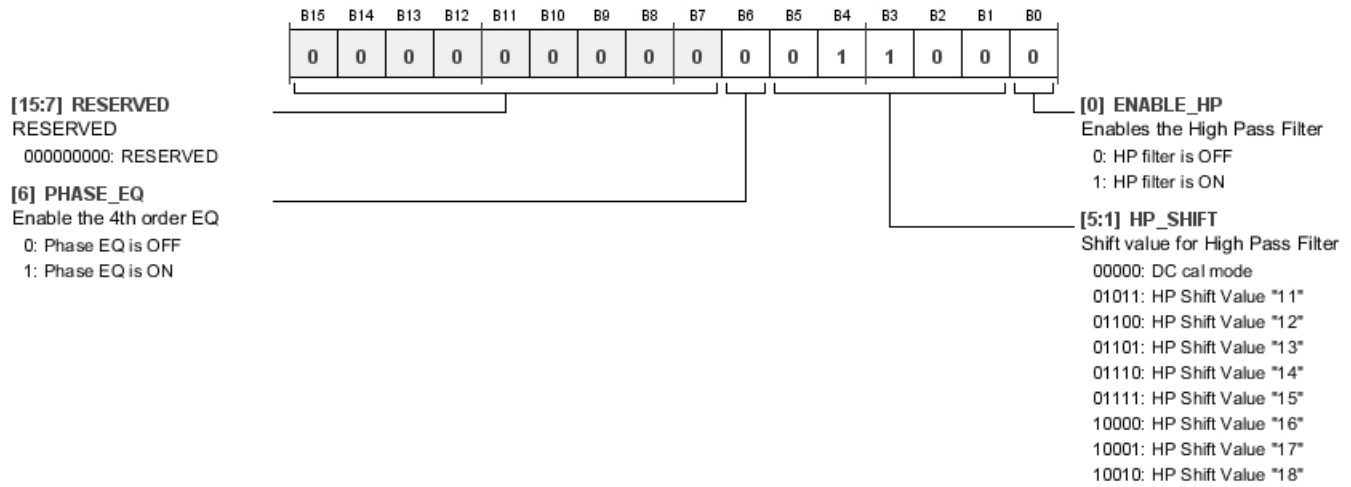 B15 B14 B13 B12 B11 B10 B9 B8 B7 B6 B5 B4 B3 B2 B1 B0
0 0 0 0 0 0 0 0 0 0 0 1 1 0 0 0
[15:7] RESERVED
RESERVED
000000000: RESERVED
[6] PHASE_EQ
Enable the 4th order EQ
0: Phase EQ is OFF
1: Phase EQ is ON
[0] ENABLE_HP
Enables the High Pass Filter
0: HP filter is OFF
1: HP filter is ON
[5:1] HP_SHIFT
Shift value for High Pass Filter
00000: DC cal mode
01011: HP Shift Value "11"
01100: HP Shift Value "12"
01101: HP Shift Value "13"
01110: HP Shift Value "14"
01111: HP Shift Value "15"
10000: HP Shift Value "16"
10001: HP Shift Value "17"
10010: HP Shift Value "18"